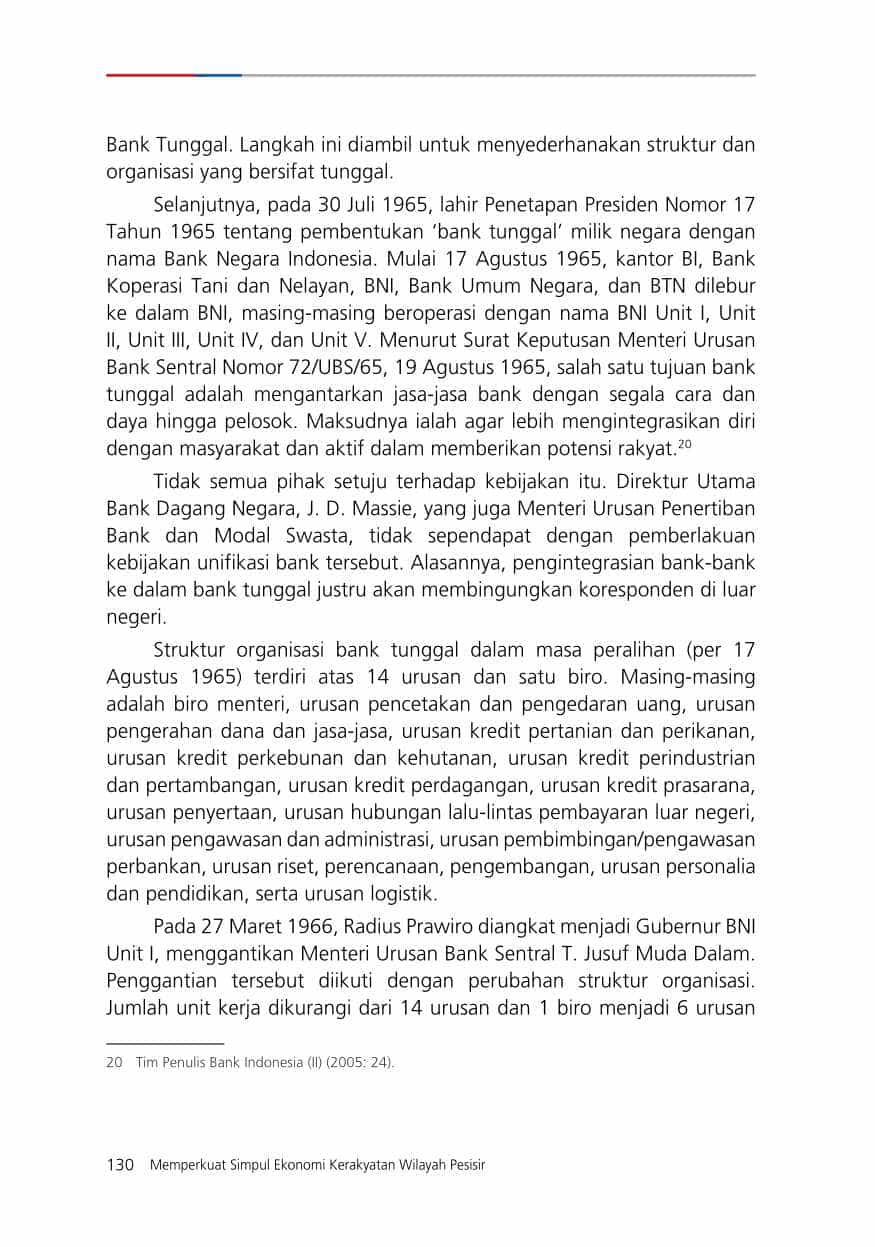 Bank Tunggal. Langkah ini diambil untuk menyederhanakan struktur dan
organisasi yang bersifat tunggal.
Selanjutnya, pada 30 Juli 1965, lahir Penetapan Presiden Nomor 17
Tahun 1965 tentang pembentukan ‘bank tunggal’ milik negara dengan
nama Bank Negara Indonesia. Mulai 17 Agustus 1965, kantor BI, Bank
Koperasi Tani dan Nelayan, BNI, Bank Umum Negara, dan BTN dilebur
ke dalam BNI, masing-masing beroperasi dengan nama BNI Unit I, Unit
II, Unit III, Unit IV, dan Unit V. Menurut Surat Keputusan Menteri Urusan
Bank Sentral Nomor 72/UBS/65, 19 Agustus 1965, salah satu tujuan bank
tunggal adalah mengantarkan jasa-jasa bank dengan segala cara dan
daya hingga pelosok. Maksudnya ialah agar lebih mengintegrasikan diri
dengan masyarakat dan aktif dalam memberikan potensi rakyat.20
Tidak semua pihak setuju terhadap kebijakan itu. Direktur Utama
Bank Dagang Negara, J. D. Massie, yang juga Menteri Urusan Penertiban
Bank dan Modal Swasta, tidak sependapat dengan pemberlakuan
kebijakan unifikasi bank tersebut. Alasannya, pengintegrasian bank-bank
ke dalam bank tunggal justru akan membingungkan koresponden di luar
negeri.
Struktur organisasi bank tunggal dalam masa peralihan (per 17
Agustus 1965) terdiri atas 14 urusan dan satu biro. Masing-masing
adalah biro menteri, urusan pencetakan dan pengedaran uang, urusan
pengerahan dana dan jasa-jasa, urusan kredit pertanian dan perikanan,
urusan kredit perkebunan dan kehutanan, urusan kredit perindustrian
dan pertambangan, urusan kredit perdagangan, urusan kredit prasarana,
urusan penyertaan, urusan hubungan lalu-lintas pembayaran luar negeri,
urusan pengawasan dan administrasi, urusan pembimbingan/pengawasan
perbankan, urusan riset, perencanaan, pengembangan, urusan personalia
dan pendidikan, serta urusan logistik.
Pada 27 Maret 1966, Radius Prawiro diangkat menjadi Gubernur BNI
Unit I, menggantikan Menteri Urusan Bank Sentral T. Jusuf Muda Dalam.
Penggantian tersebut diikuti dengan perubahan struktur organisasi.
Jumlah unit kerja dikurangi dari 14 urusan dan 1 biro menjadi 6 urusan
20 Tim Penulis Bank Indonesia (II) (2005: 24).
130 Memperkuat Simpul Ekonomi Kerakyatan Wilayah Pesisir